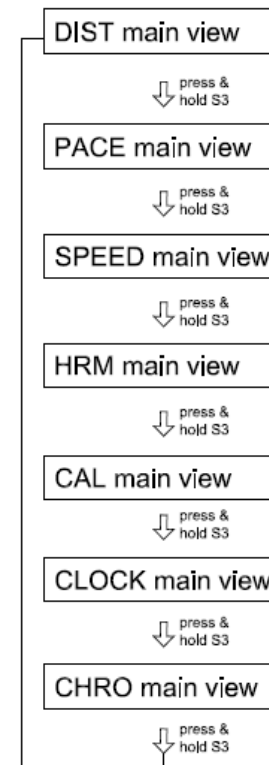 DIST main view
press &
hold S3
PACE main view
press &
hold S3
SPEED main view
press &
hold S3
HRM main view
press &
hold S3
CAL main view
press &
hold S3
CLOCK main view
press &
hold S3
CHRO main view
press &
hold S3